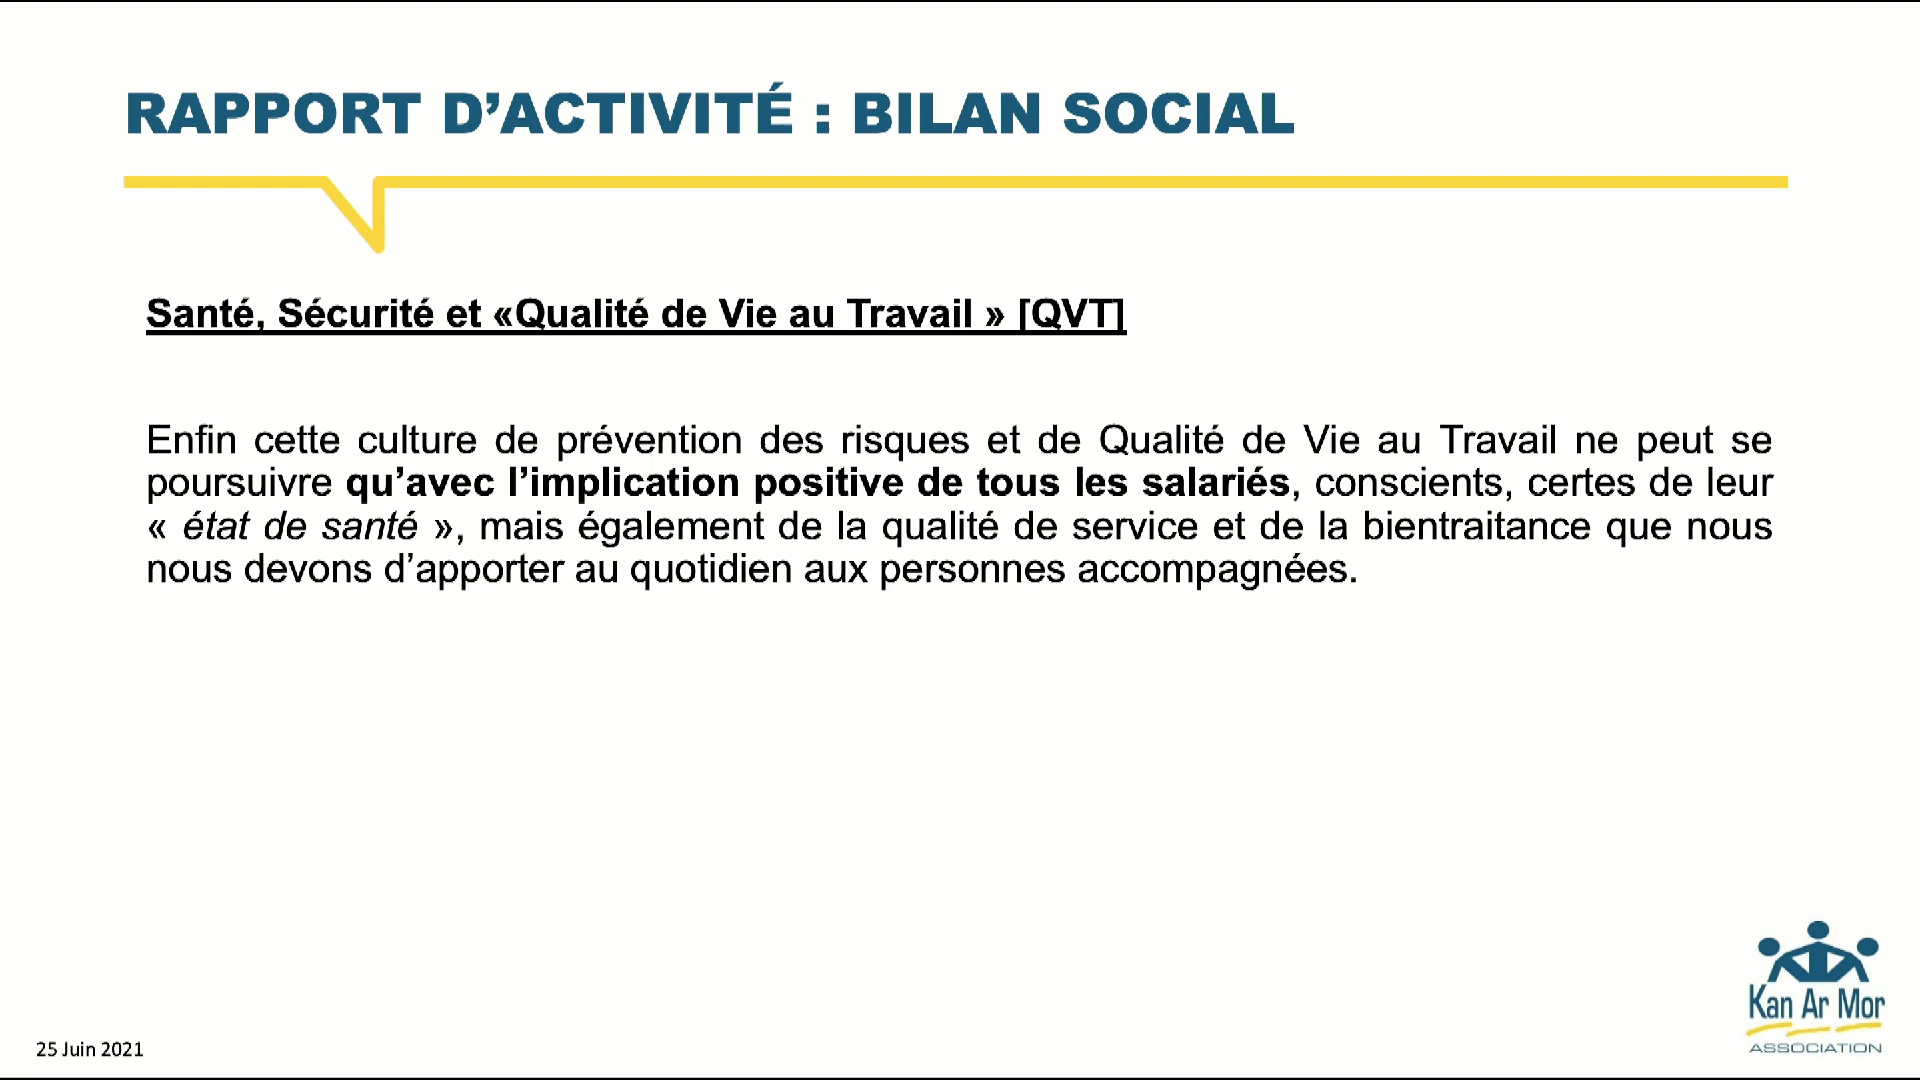 RAPPORT D’ACTIVITÉ : BILAN SOCIAL
Santé, Sécurité et «Qualité de Vie au Travail » [QVT]
Enfin cette culture de prévention des risques et de Qualité de Vie au Travail ne peut se
poursuivre qu’avec l’implication positive de tous les salariés, conscients, certes de leur
« état de santé », mais également de la qualité de service et de la bientraitance que nous
nous devons d’apporter au quotidien aux personnes accompagnées.
Kan Ar Mor
ASSOCIATION
25 Juin 2021